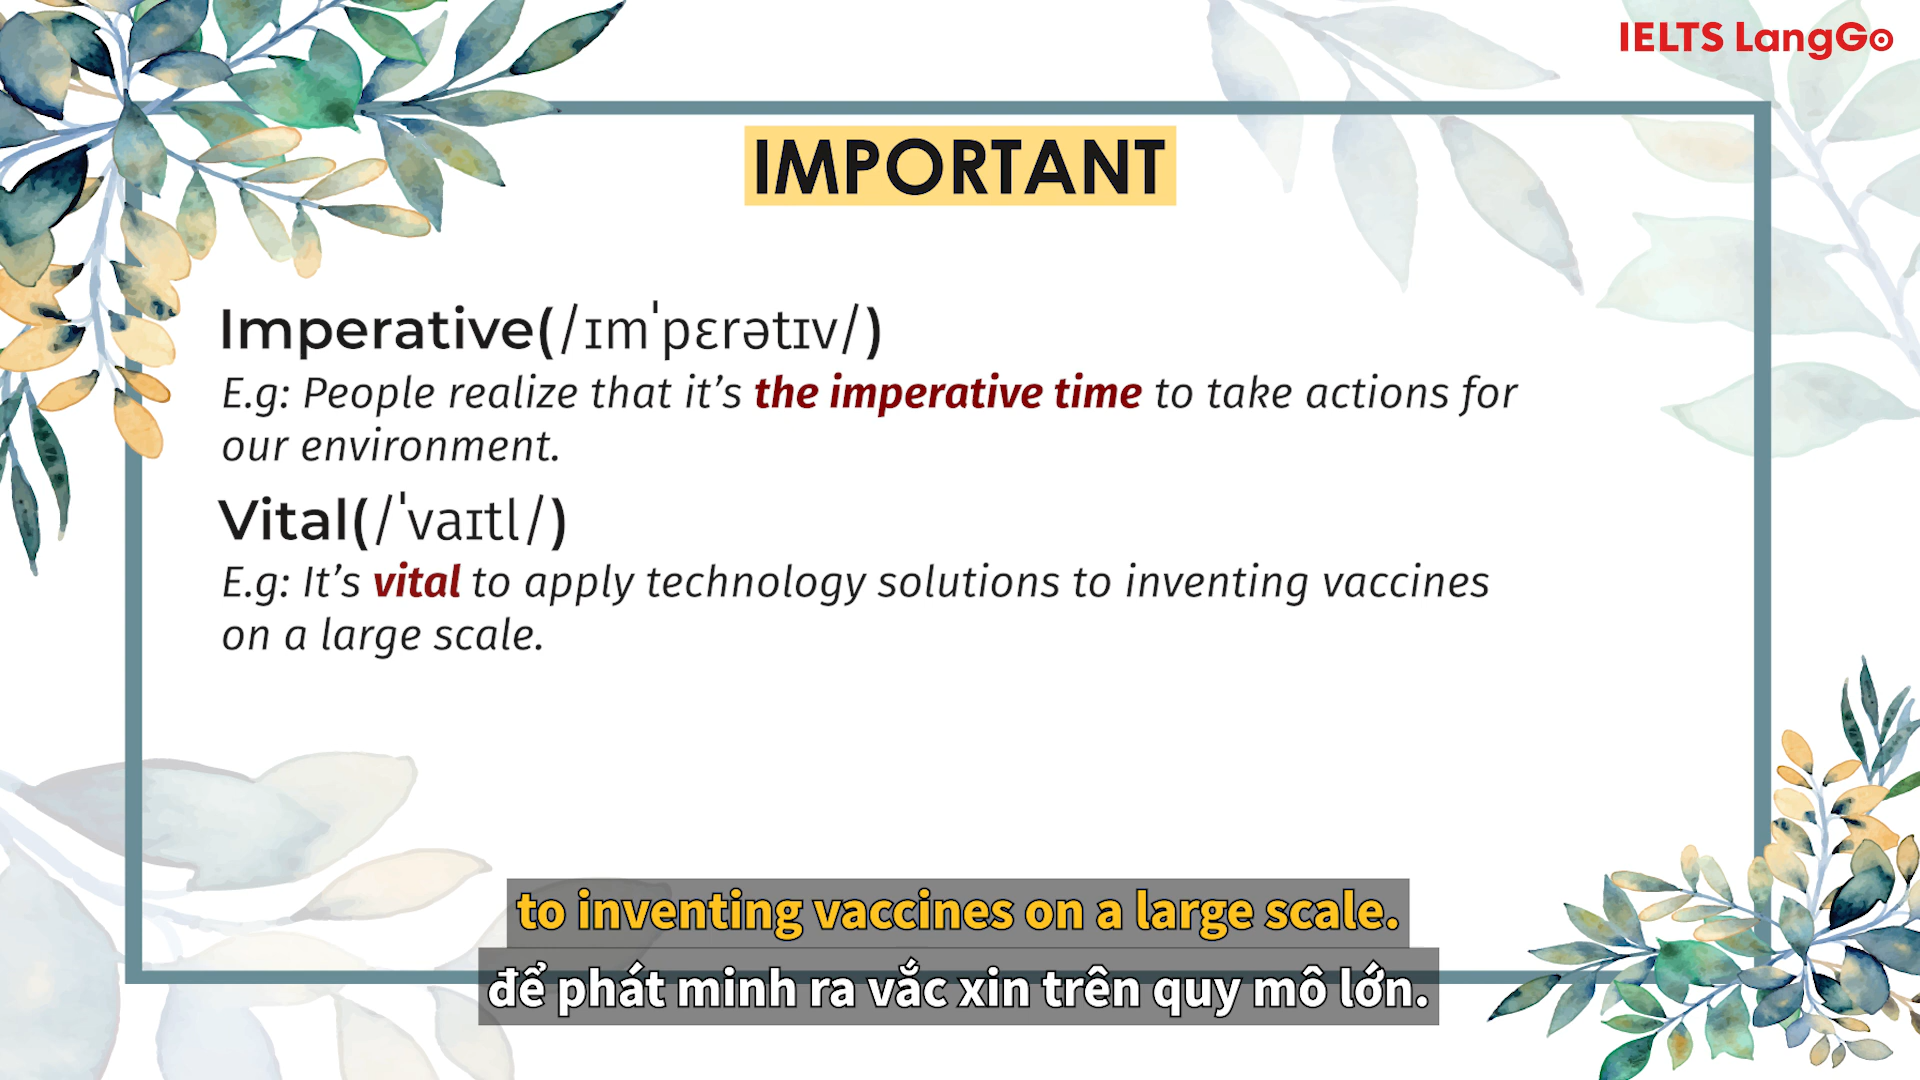 IELTS LangGo
IMPORTANT
Imperative(/ɪmˈpɛrətɪv/)
E.g: People realize that it’s the imperative time to take actions for
our environment.
Vital(/ˈvaɪtl/)
E.g: It’s vital to apply technology solutions to inventing vaccines
on a large scale.
to inventing vaccines on a large scale.
để phát minh ra vắc xin trên quy mô lớn.